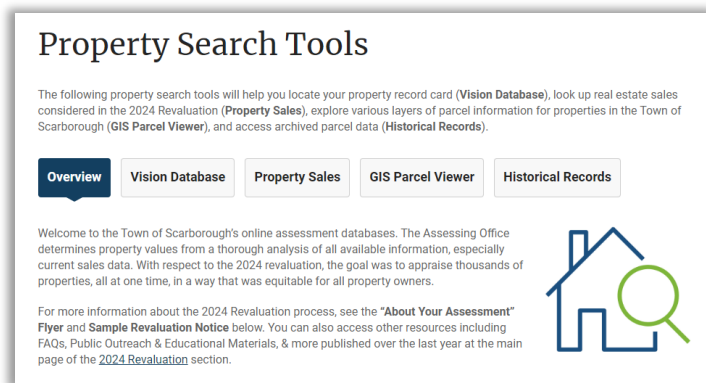 Property Search Tools
The following property search tools will help you locate your property record card (Vision Database), look up real estate sales
considered in the 2024 Revaluation (Property Sales), explore various layers of parcel information for properties in the Town of
Scarborough (GIS Parcel Viewer), and access archived parcel data (Historical Records).
Overview Vision Database Property Sales GIS Parcel Viewer Historical Records
Welcome to the Town of Scarborough's online assessment databases. The Assessing Office
determines property values from a thorough analysis of all available information, especially
current sales data. With respect to the 2024 revaluation, the goal was to appraise thousands of
properties, all at one time, in a way that was equitable for all property owners.
For more information about the 2024 Revaluation process, see the "About Your Assessment"
Flyer and Sample Revaluation Notice below. You can also access other resources including
FAQs, Public Outreach & Educational Materials, & more published over the last year at the main
page of the 2024 Revaluation section.